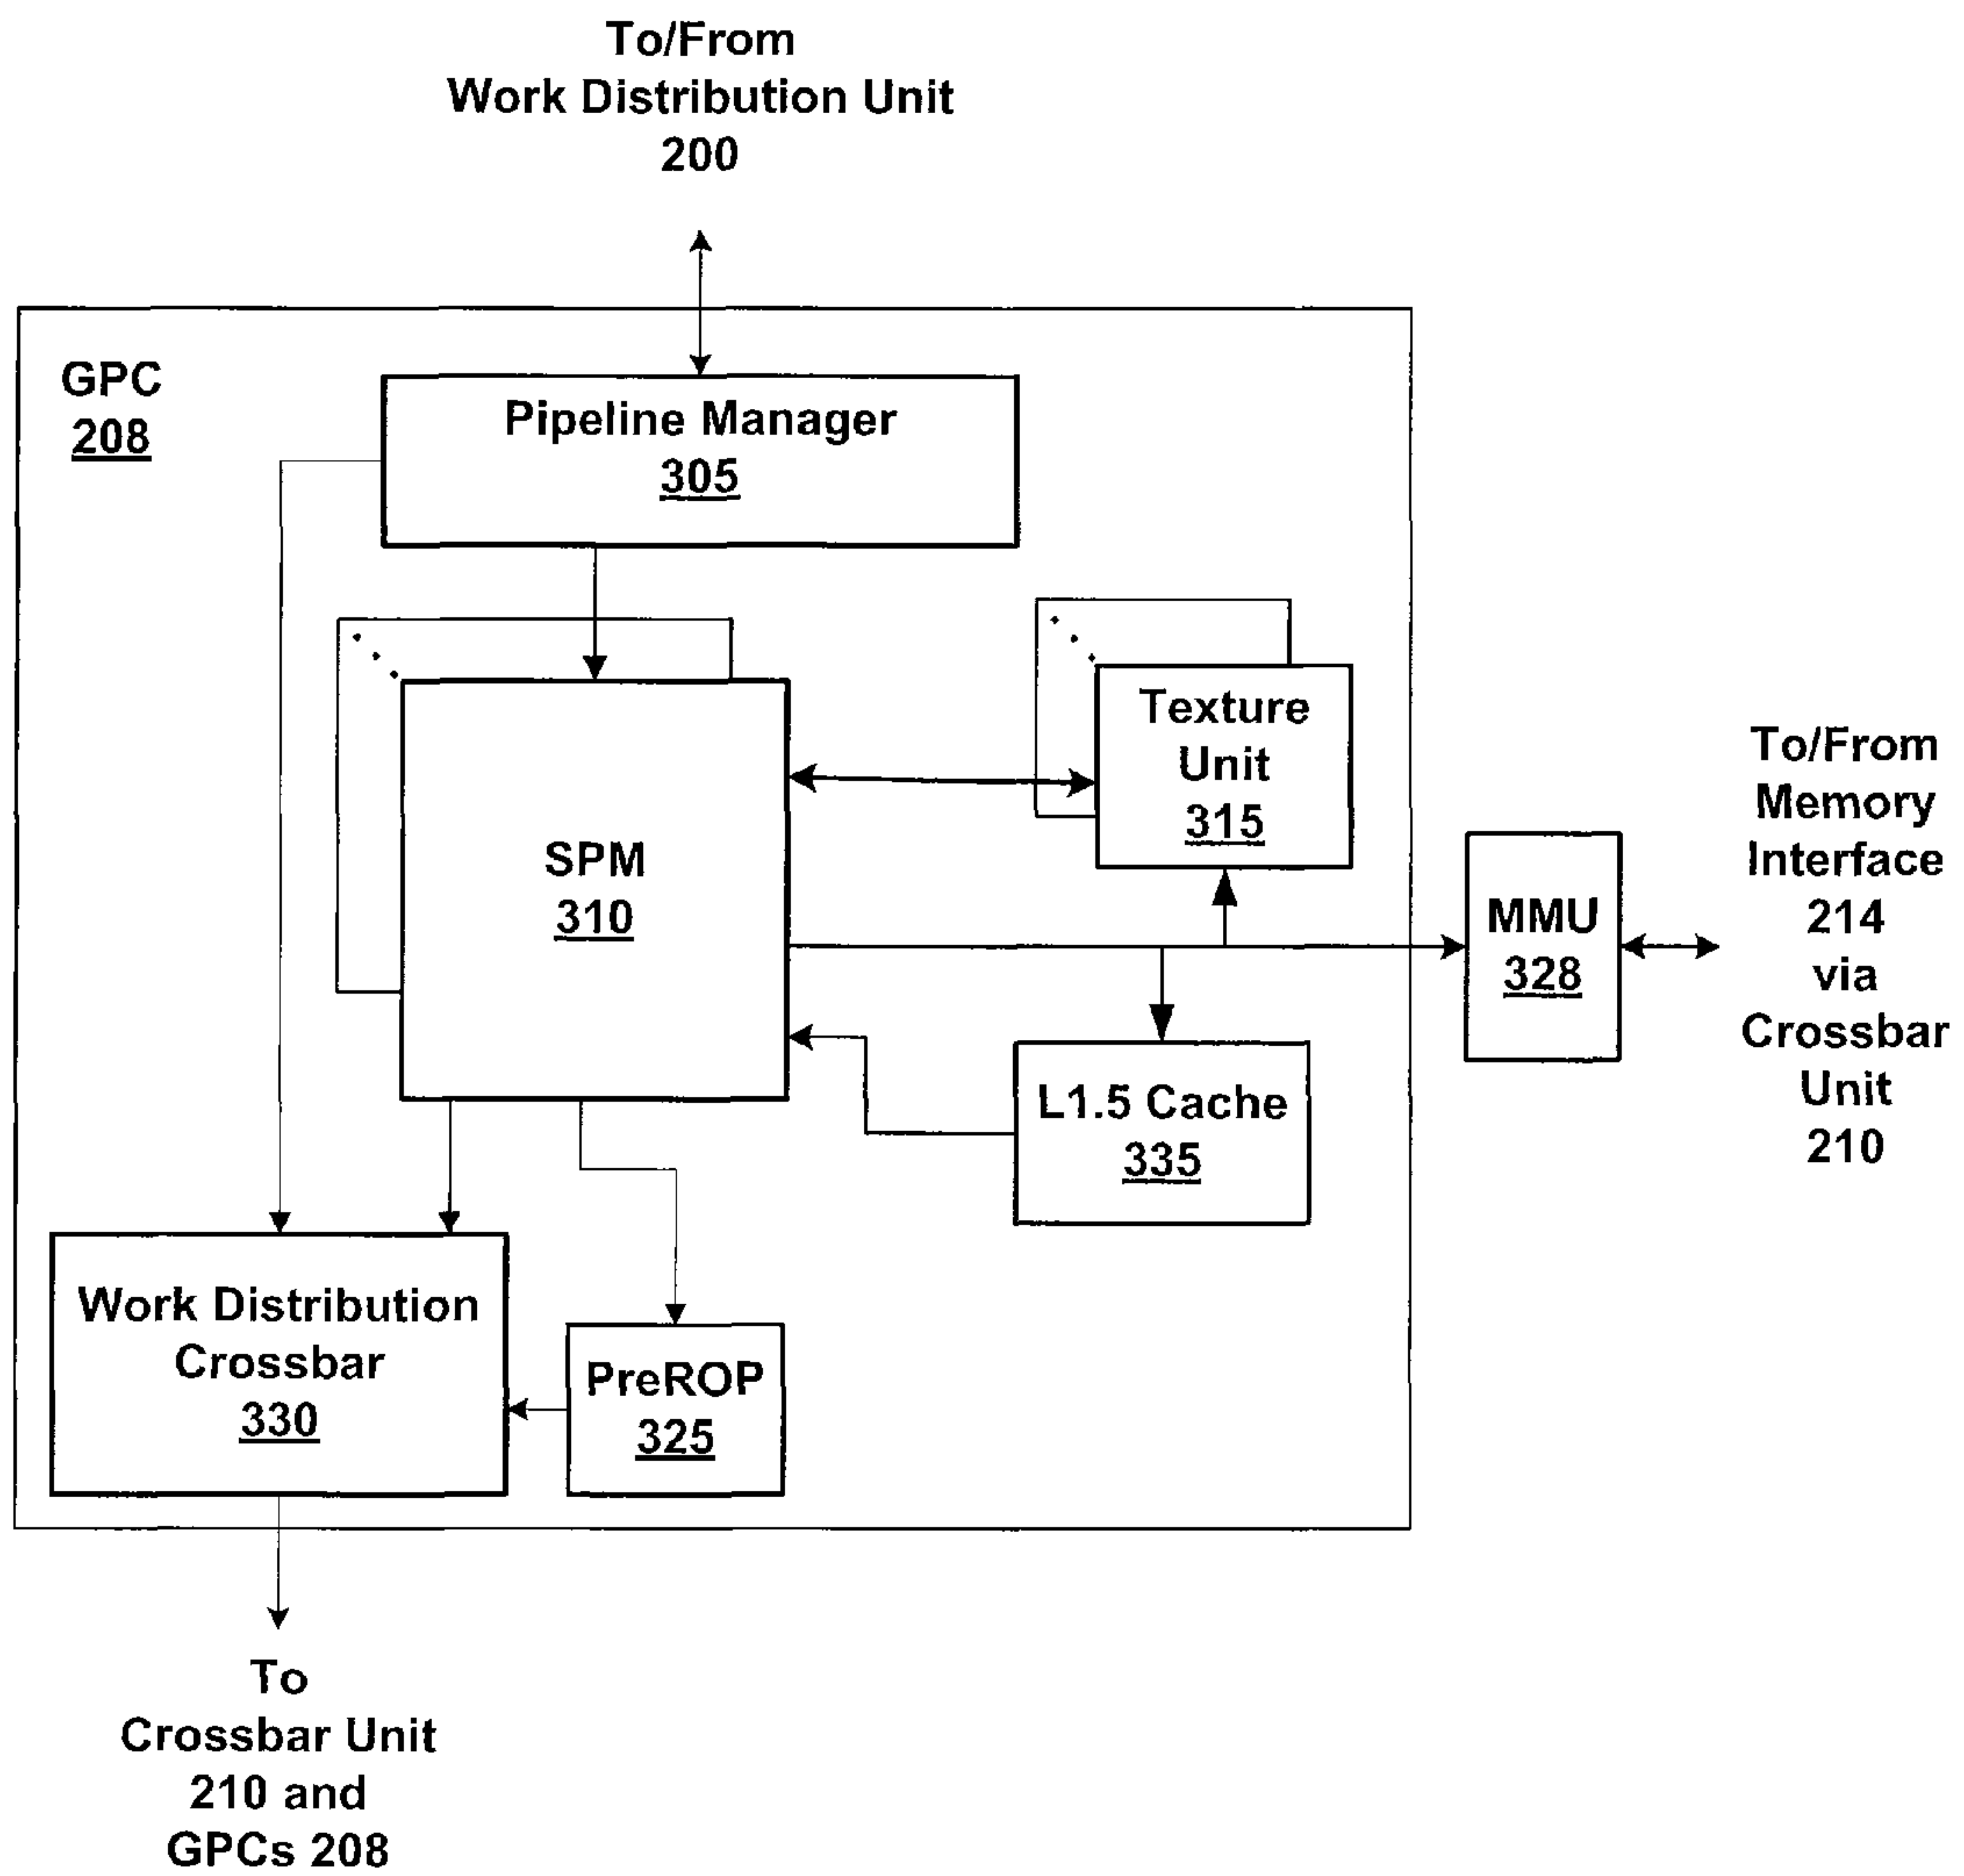 To/From
Work Distribution Unit
200
GPC
208
Pipeline Manager
305
Texture
Unit
315
SPM
310
To/From
Memory
Interface
214
via
Crossbar
Unit
210
MMU
328
L1.5 Cache
335
Work Distribution
Crossbar
330
PreROP
325
To
Crossbar Unit
210 and
GPCs 208